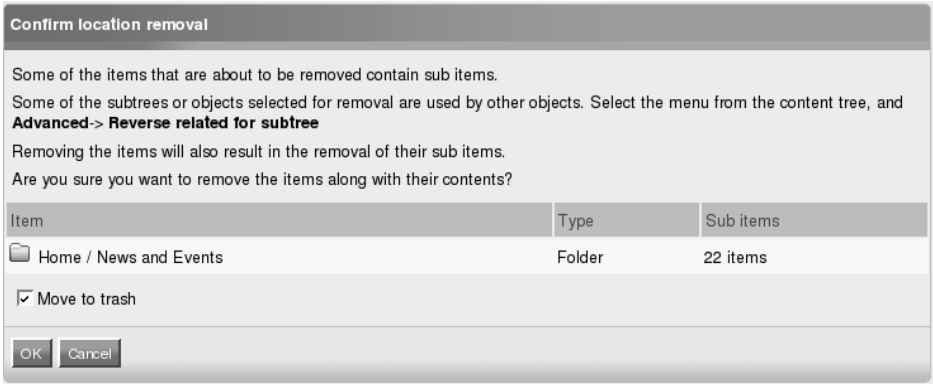 Confirm location removal
Some of the items that are about to be removed contain sub items.
Some of the subtrees or objects selected for removal are used by other objects. Select the menu from the content tree, and
Advanced-> Reverse related for subtree
Removing the items will also result in the removal of their sub items.
Are you sure you want to remove the items along with their contents?
Item Type Sub items
Home / News and Events Folder 22 items
Move to trash
OK Cancel